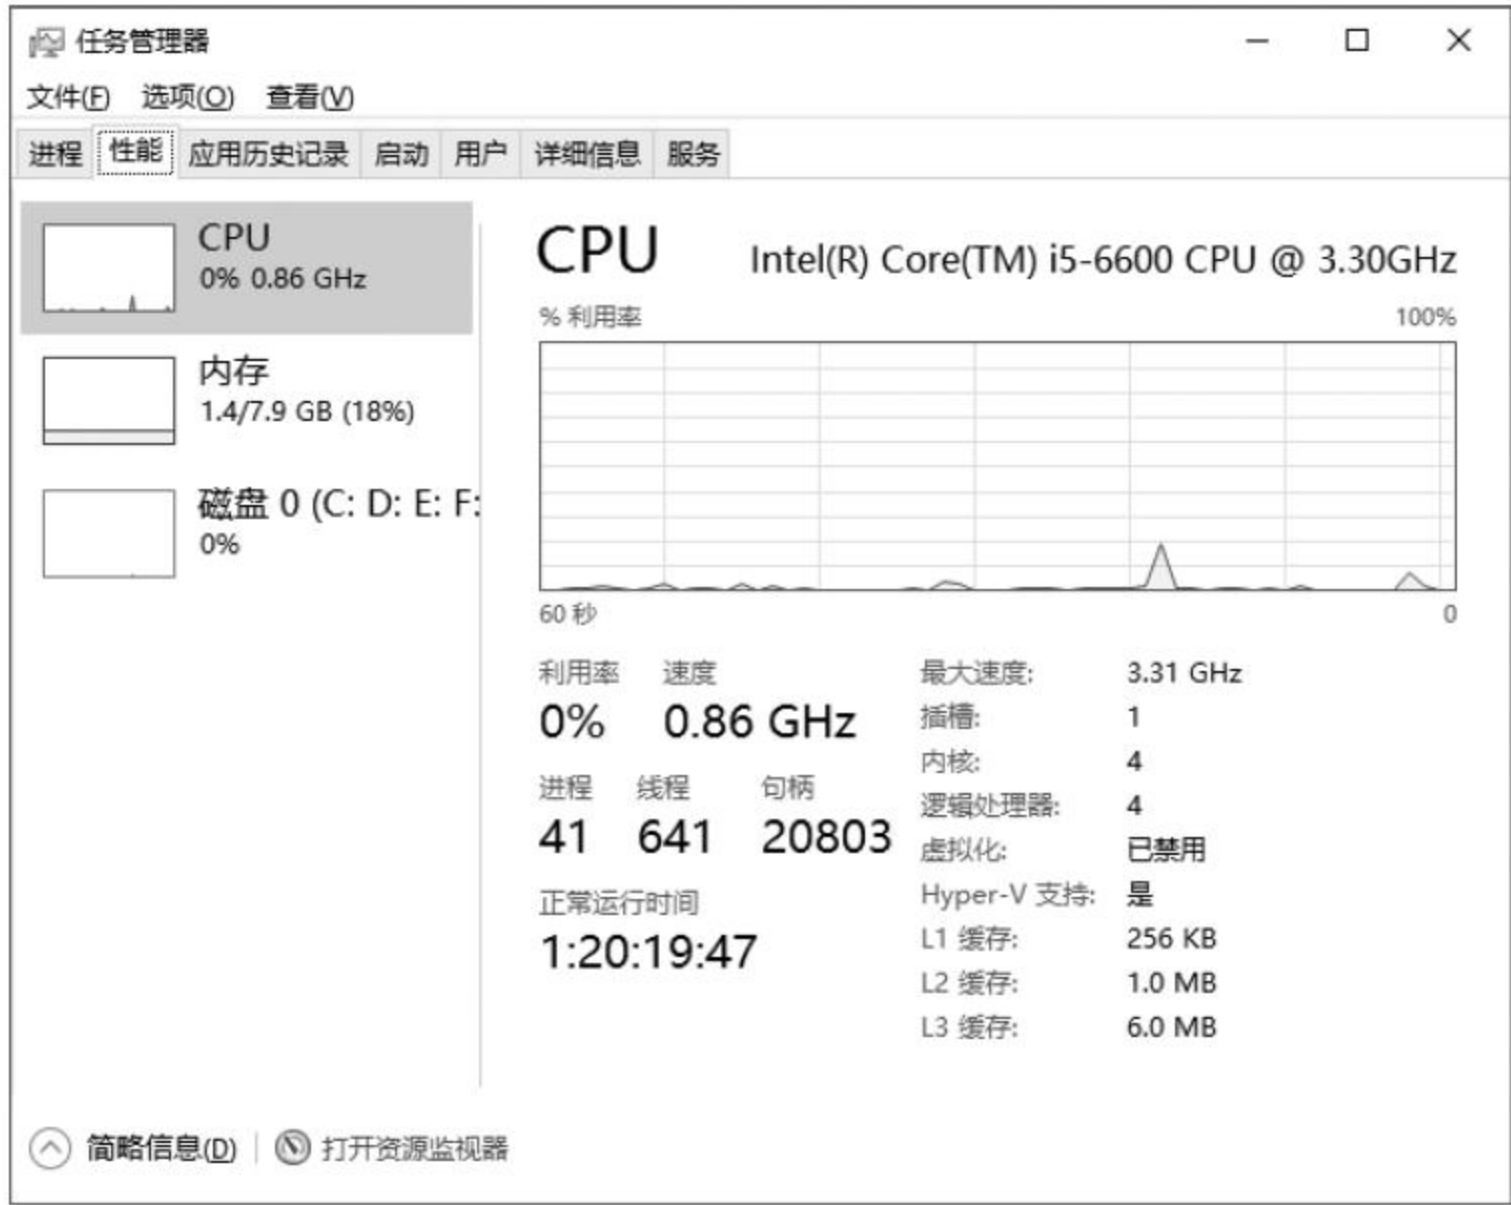 任务管理器
文件(F) 选项(O) 查看(V)
进程 性能 应用历史记录 启动 用户 详细信息 服务
CPU
0% 0.86 GHz
内存
1.4/7.9 GB (18%)
磁盘 0 (C: D: E: F:
0%
CPU Intel(R) Core(TM) i5-6600 CPU @ 3.30GHz
% 利用率 100%
60 秒 0
利用率 速度
0% 0.86 GHz
进程 线程 句柄
41 641 20803
正常运行时间
1:20:19:47
最大速度: 3.31 GHz
插槽: 1
内核: 4
逻辑处理器: 4
虚拟化: 已禁用
Hyper-V 支持: 是
L1 缓存: 256 KB
L2 缓存: 1.0 MB
L3 缓存: 6.0 MB
简略信息(D) 打开资源监视器